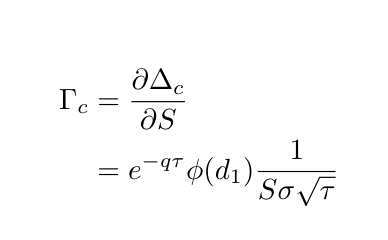 Γ_c = ∂Δ_c / ∂S
= e^{−qτ} ϕ(d_1) 1 / (Sσ√τ)